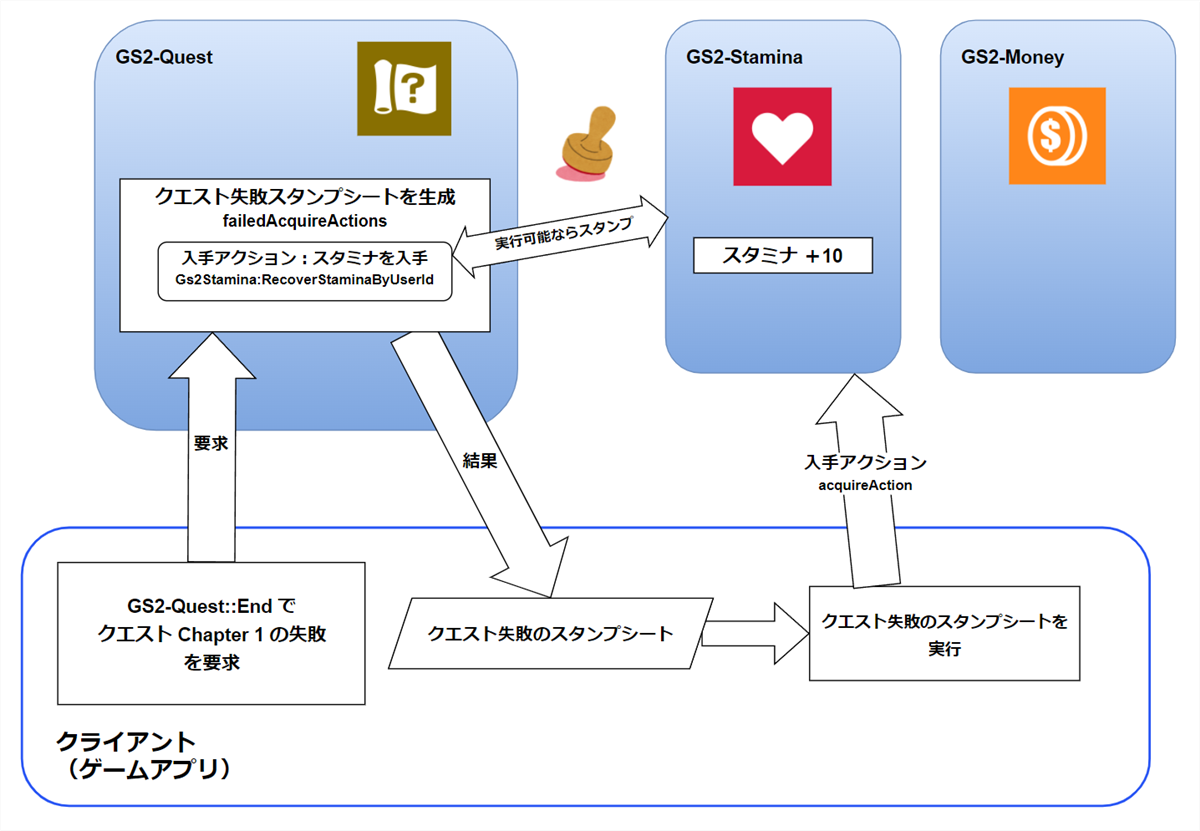 GS2-Quest
GS2-Stamina
GS2-Money
クエスト失敗スタンプシートを生成
failedAcquireActions
入手アクション：スタミナを入手
Gs2Stamina:RecoverStaminaByUserId
実行可能ならスタンプ
スタミナ ＋10
要求
結果
入手アクション
acquireAction
GS2-Quest::End で
クエスト Chapter 1 の失敗
を要求
クエスト失敗のスタンプシート
クエスト失敗のスタンプシートを
実行
クライアント
（ゲームアプリ）